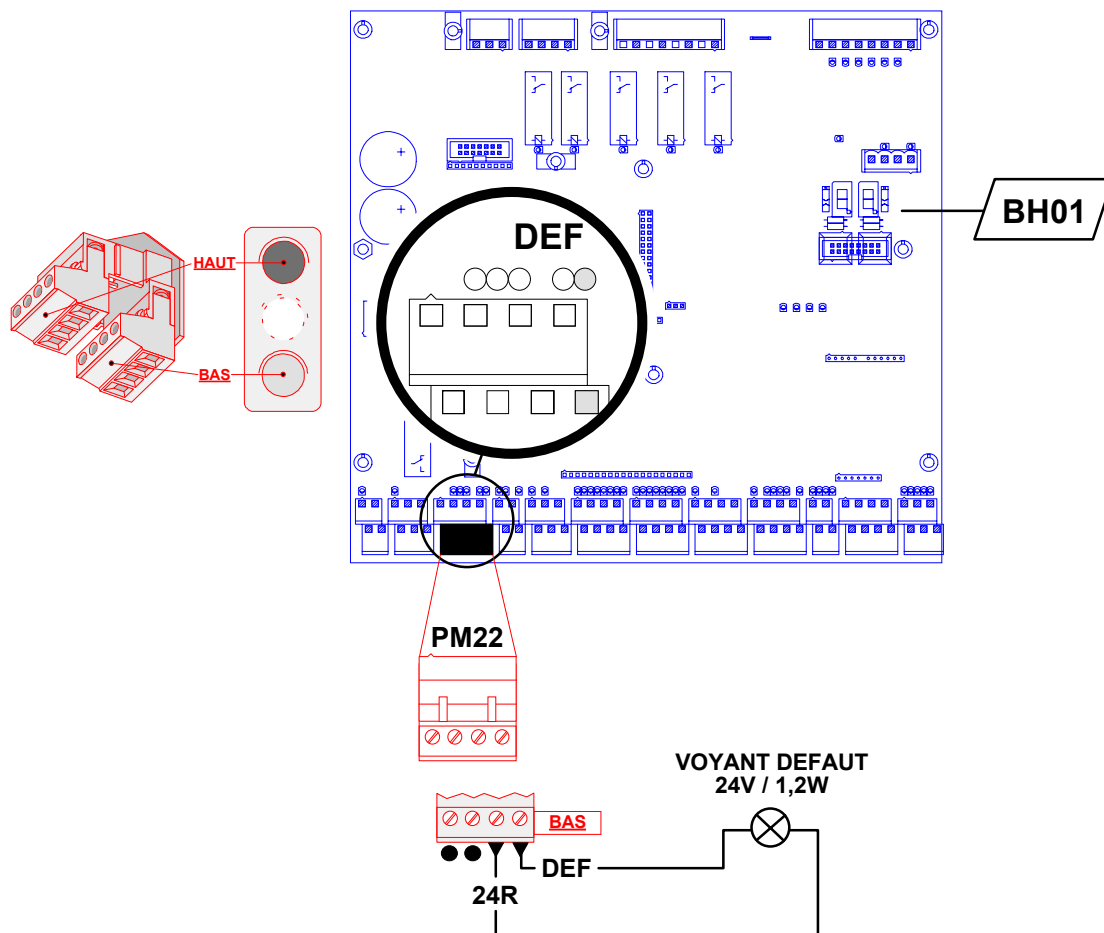 BH01
DEF
HAUT
BAS
PM22
VOYANT DEFAUT
24V / 1,2W
BAS
DEF
24R